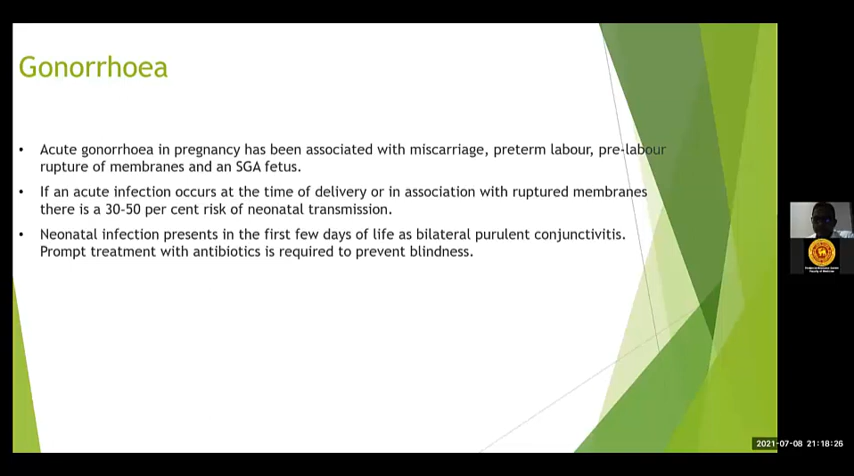 Gonorrhoea
• Acute gonorrhoea in pregnancy has been associated with miscarriage, preterm labour, pre-labour
rupture of membranes and an SGA fetus.
• If an acute infection occurs at the time of delivery or in association with ruptured membranes
there is a 30-50 per cent risk of neonatal transmission.
• Neonatal infection presents in the first few days of life as bilateral purulent conjunctivitis.
Prompt treatment with antibiotics is required to prevent blindness.
2021-07-08 21:18:26